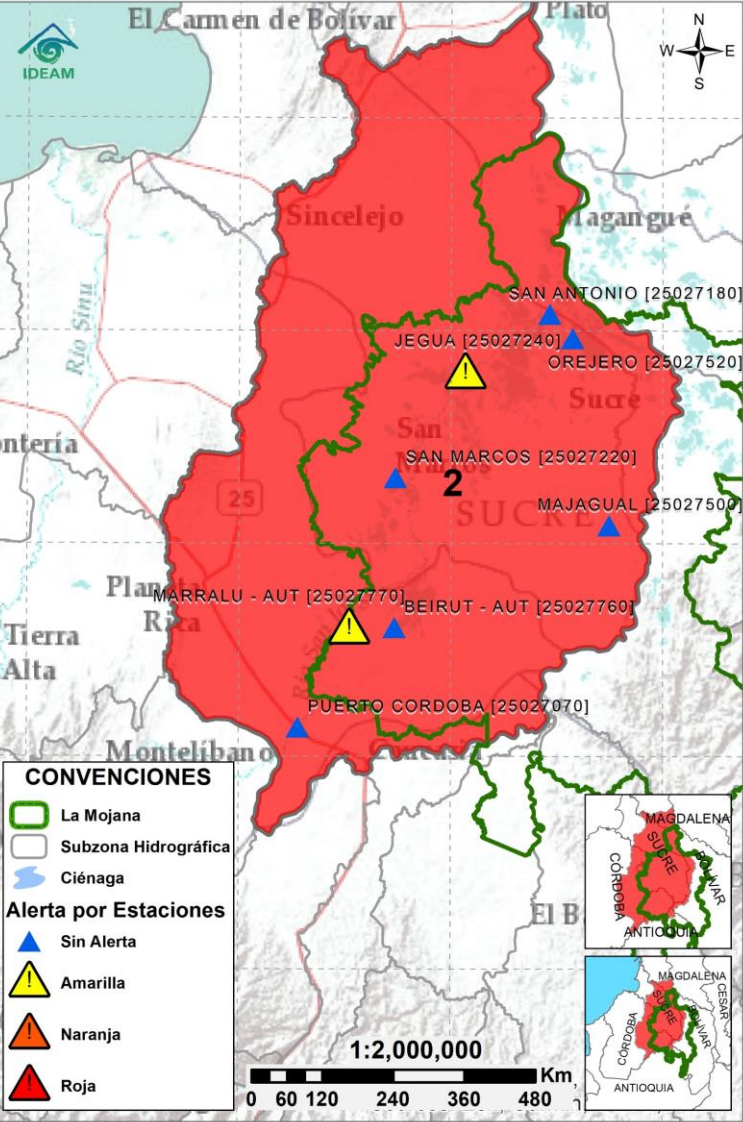 El Carmen de Bolívar
Plato
IDEAM
N
W
E
S
Sincelejo
Magangué
Río Sinu
SAN ANTONIO [25027180]
JEGUA [25027240]
OREJERO [25027520]
Sucre
San
Marcos
SAN MARCOS [25027220]
2
25
MAJAGUAL [25027500]
SUCRE
Planeta
Rica
MARRALU - AUT [25027770]
BEIRUT - AUT [25027760]
Tierra
Alta
PUERTO CORDOBA [25027070]
Montelíbano
CONVENCIONES
La Mojana
Subzona Hidrográfica
Ciénaga
Alerta por Estaciones
Sin Alerta
Amarilla
Naranja
Roja
El B
MAGDALENA
SUCRE
BOLÍVAR
CÓRDOBA
ANTIOQUIA
MAGDALENA
CESAR
SUCRE
BOLÍVAR
CÓRDOBA
ANTIOQUIA
1:2,000,000
Km
0 60 120 240 360 480